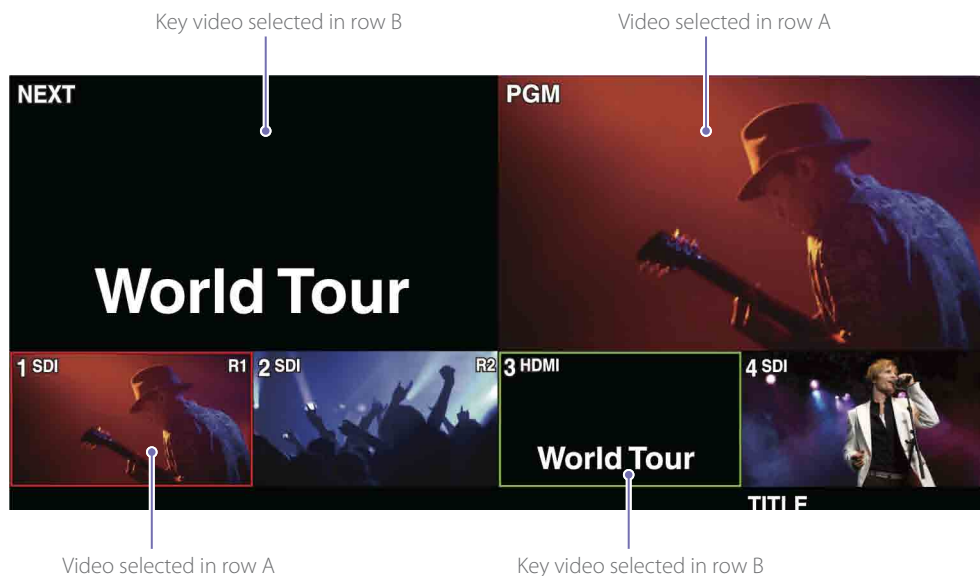 Key video selected in row B
Video selected in row A
NEXT
PGM
World Tour
1 SDI
R1
2 SDI
R2
3 HDMI
4 SDI
World Tour
TITLE
Video selected in row A
Key video selected in row B